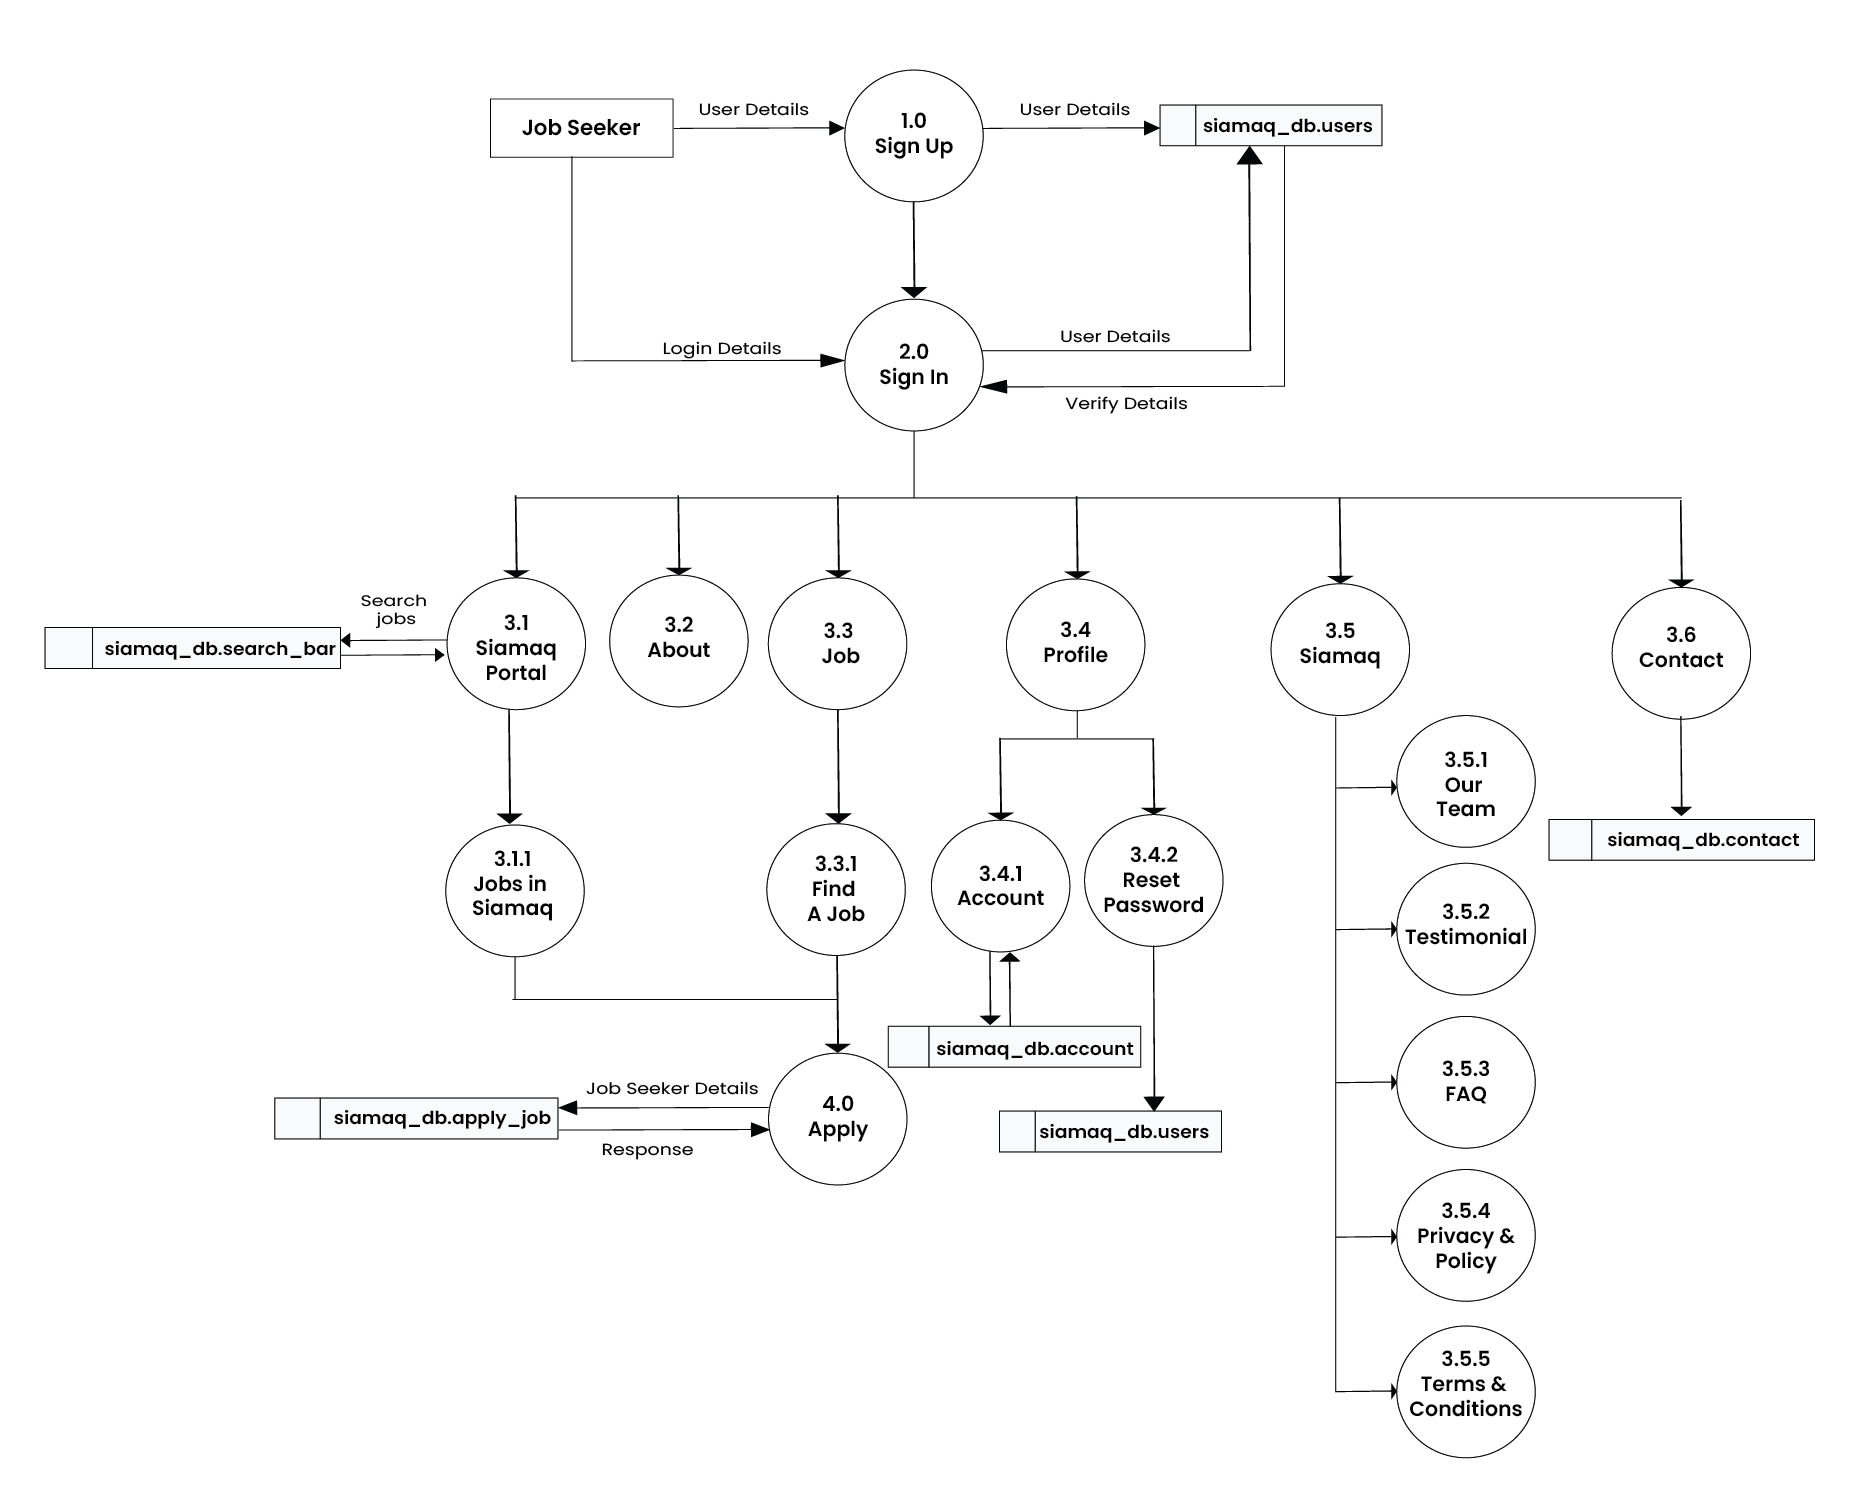 Job Seeker
User Details
1.0
Sign Up
User Details
siamaq_db.users
Login Details
2.0
Sign In
User Details
Verify Details
siamaq_db.search_bar
Search
jobs
3.1
Siamaq
Portal
3.2
About
3.3
Job
3.4
Profile
3.5
Siamaq
3.6
Contact
3.1.1
Jobs in
Siamaq
3.3.1
Find
A Job
3.4.1
Account
3.4.2
Reset
Password
3.5.1
Our
Team
siamaq_db.contact
3.5.2
Testimonial
siamaq_db.account
siamaq_db.apply_job
Job Seeker Details
Response
4.0
Apply
siamaq_db.users
3.5.3
FAQ
3.5.4
Privacy &
Policy
3.5.5
Terms &
Conditions